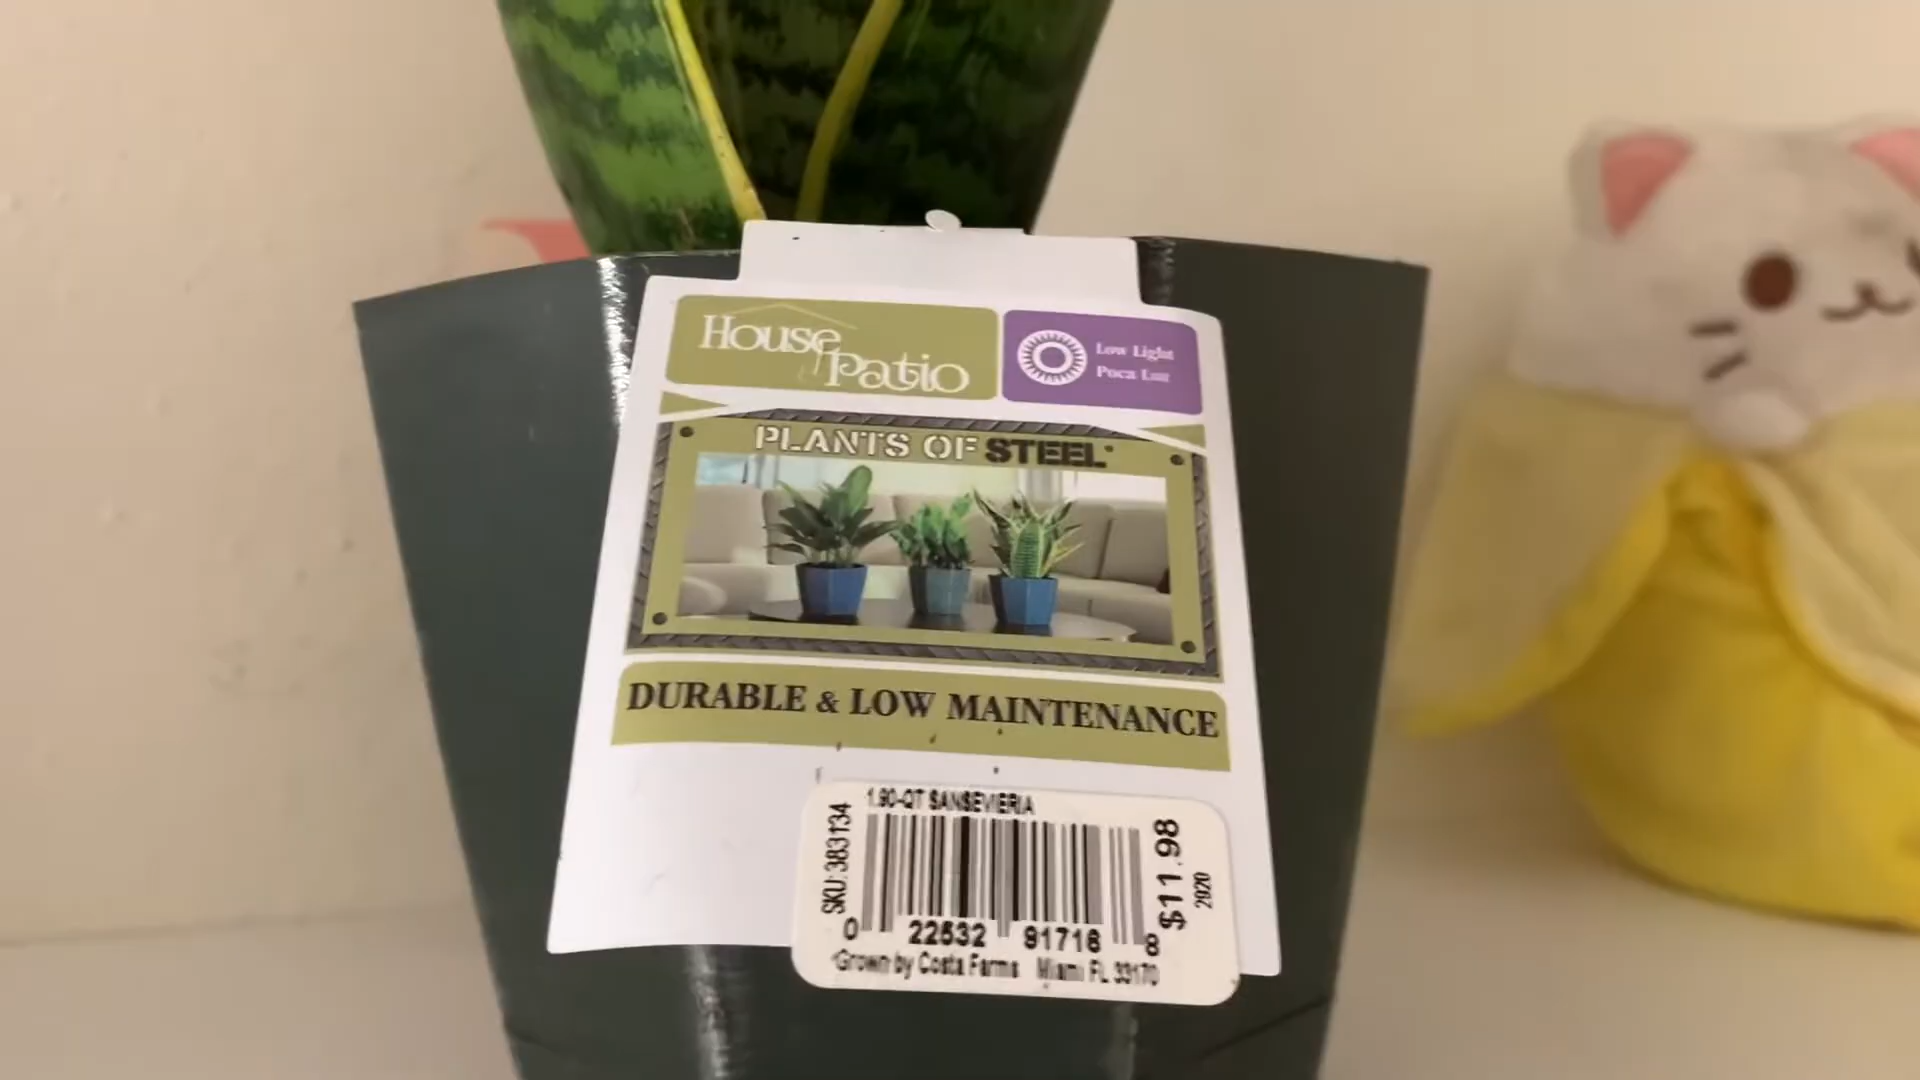 House
Patio
Low Light
Poca Luz
PLANTS OF STEEL
DURABLE & LOW MAINTENANCE
1.90-QT SANSEVIERIA
SKU:383134
$11.98
2920
0 22532 91716 8
Grown by Costa Farms Miami FL 33170